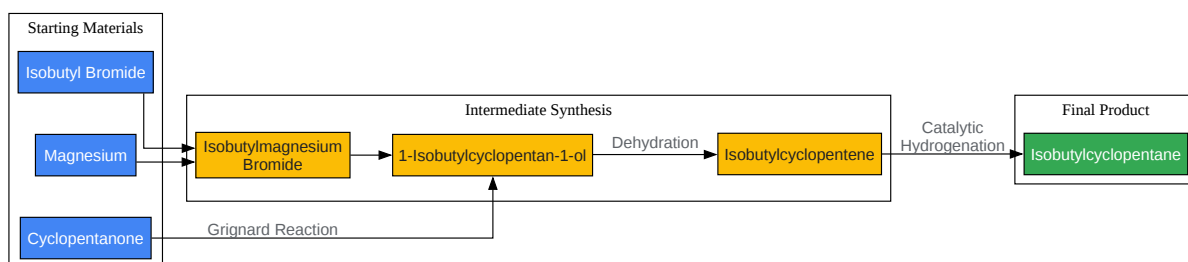 Starting Materials
Isobutyl Bromide
Magnesium
Cyclopentanone
Grignard Reaction
Intermediate Synthesis
Isobutylmagnesium
Bromide
1-Isobutylcyclopentan-1-ol
Dehydration
Isobutylcyclopentene
Catalytic
Hydrogenation
Final Product
Isobutylcyclopentane